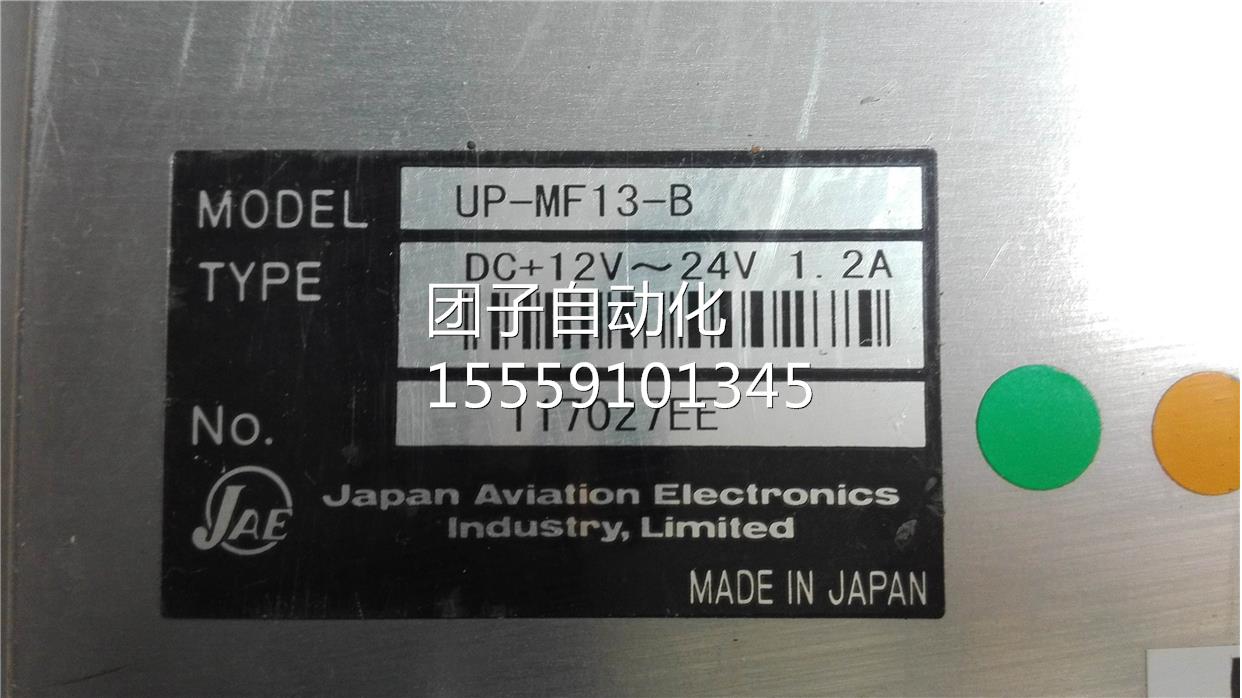 MODEL UP-MF13-B
TYPE DC+12V～24V 1.2A
团子自动化
15559101345
No. 117027EE
JAE
Japan Aviation Electronics
Industry, Limited
MADE IN JAPAN